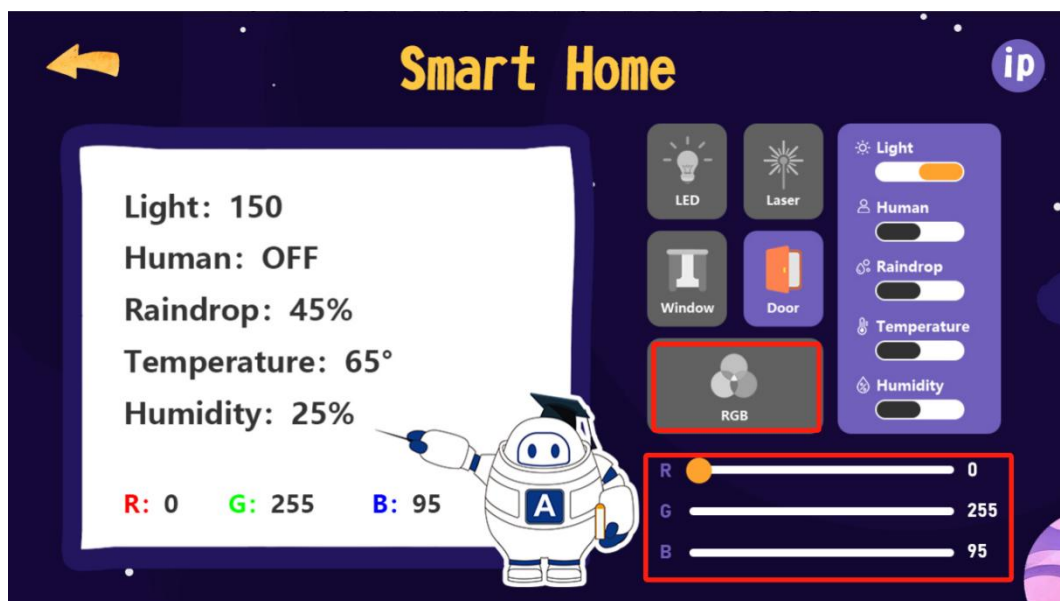 Smart Home
ip
Light: 150
Human: OFF
Raindrop: 45%
Temperature: 65°
Humidity: 25%
R: 0 G: 255 B: 95
A
LED
Laser
Window
Door
RGB
Light
Human
Raindrop
Temperature
Humidity
R 0
G 255
B 95